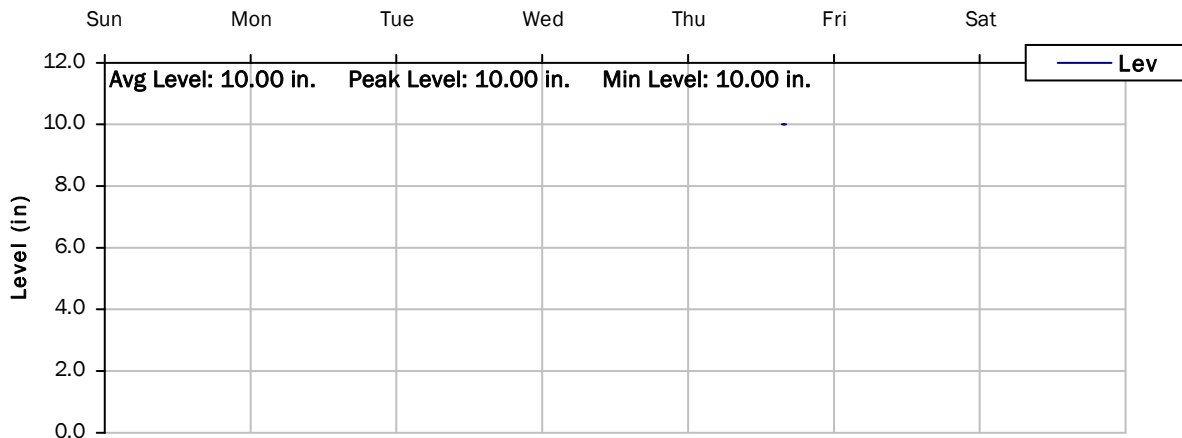 Sun Mon Tue Wed Thu Fri Sat
12.0
Avg Level: 10.00 in. Peak Level: 10.00 in. Min Level: 10.00 in.
Lev
10.0
8.0
6.0
4.0
2.0
0.0
Level (in)